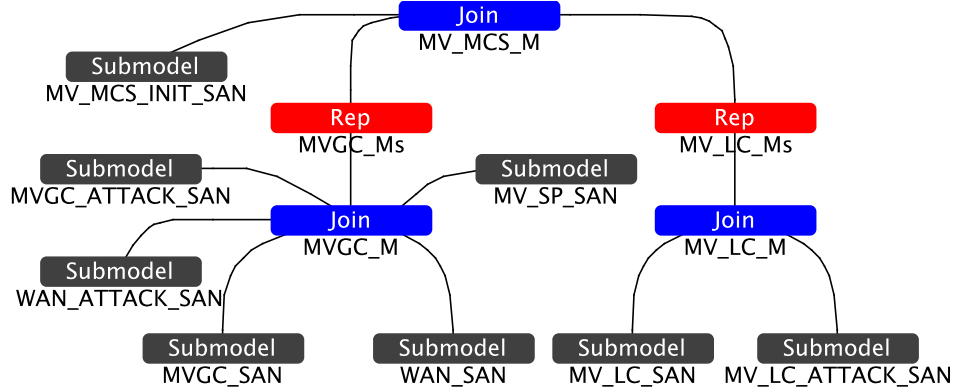 Join
MV_MCS_M
Submodel
MV_MCS_INIT_SAN
Rep
MVGC_Ms
Rep
MV_LC_Ms
Submodel
MVGC_ATTACK_SAN
Submodel
MV_SP_SAN
Join
MVGC_M
Join
MV_LC_M
Submodel
WAN_ATTACK_SAN
Submodel
MVGC_SAN
Submodel
WAN_SAN
Submodel
MV_LC_SAN
Submodel
MV_LC_ATTACK_SAN